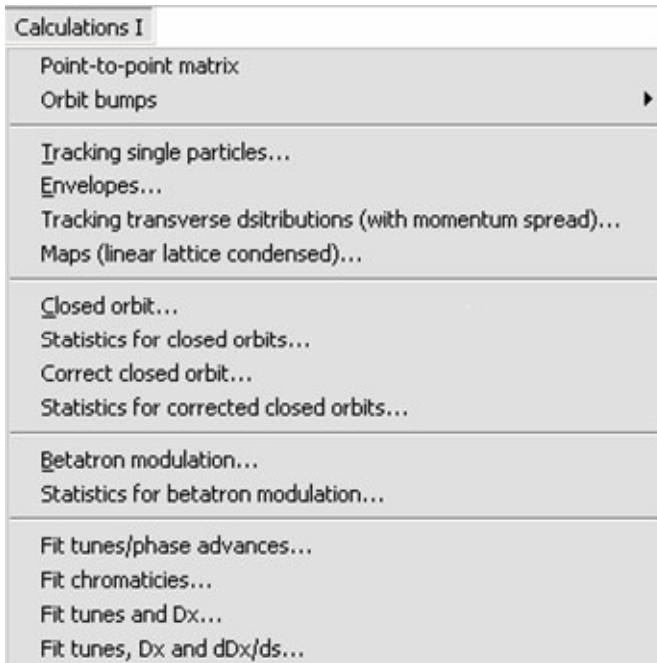 Calculations I
Point-to-point matrix
Orbit bumps
Tracking single particles...
Envelopes...
Tracking transverse dsitributions (with momentum spread)...
Maps (linear lattice condensed)...
Closed orbit...
Statistics for closed orbits...
Correct closed orbit...
Statistics for corrected closed orbits...
Betatron modulation...
Statistics for betatron modulation...
Fit tunes/phase advances...
Fit chromaticies...
Fit tunes and Dx...
Fit tunes, Dx and dDx/ds...